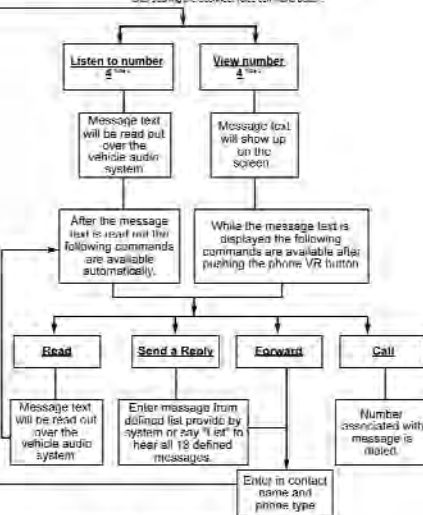 Listen to number
4
View number
4
Message text
will be read out
over the
vehicle audio
system
Message text
will show up
on the
screen
After the message
text is read out the
following commands
are available
automatically.
While the message text is
displayed the following
commands are available after
pushing the phone VR button
Read
Send a Reply
Forward
Call
Message text
will be read out
over the
vehicle audio
system
Enter message from
defined list provide by
system or say "List" to
hear all 18 defined
messages.
Number
associated with
message is
dialed.
Enter in contact
name and
phone type